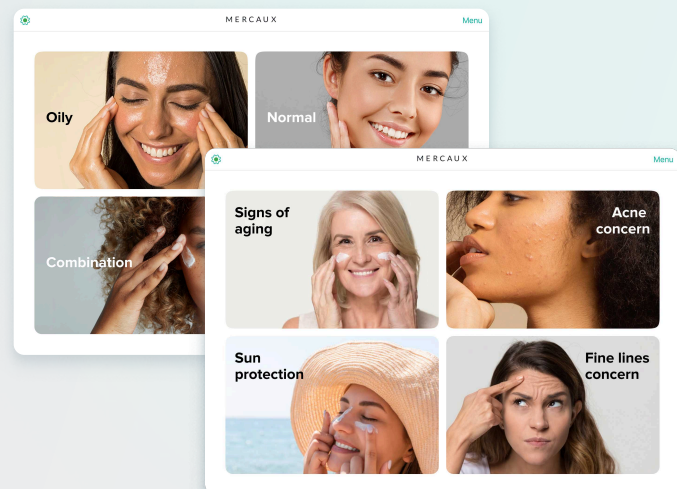 MERCAUX
Menu
Oily
Normal
Combination
MERCAUX
Menu
Signs of
aging
Acne
concern
Sun
protection
Fine lines
concern